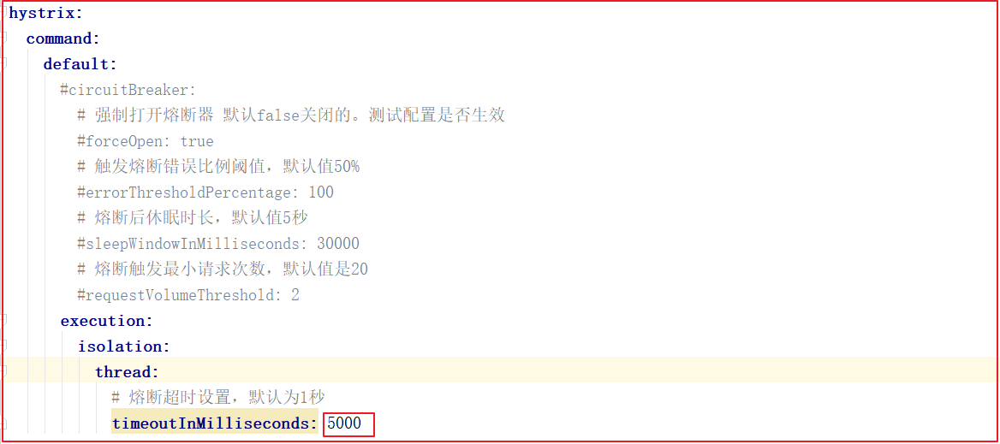 hystrix:
command:
default:
#circuitBreaker:
# 强制打开熔断器 默认false关闭的。测试配置是否生效
#forceOpen: true
# 触发熔断错误比例阈值，默认值50%
#errorThresholdPercentage: 100
# 熔断后休眠时长，默认值5秒
#sleepWindowInMilliseconds: 30000
# 熔断触发最小请求次数，默认值是20
#requestVolumeThreshold: 2
execution:
isolation:
thread:
# 熔断超时设置，默认为1秒
timeoutInMilliseconds: 5000